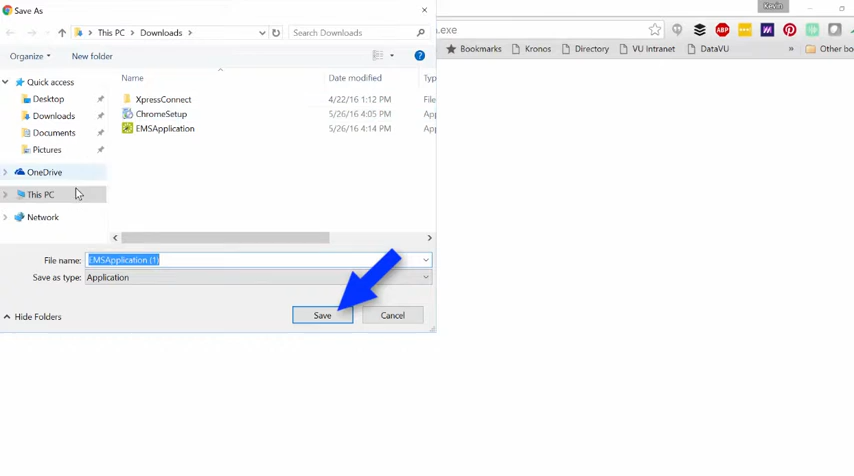 Save As
Kevin
This PC
Downloads
Search Downloads
.exe
ABP
Organize
New folder
Bookmarks
Kronos
Directory
VU Intranet
DataVU
»
Other boo
Quick access
Name
Date modified
Typ
Desktop
XpressConnect
4/22/16 1:12 PM
File
Downloads
ChromeSetup
5/26/16 4:05 PM
App
Documents
EMSApplication
5/26/16 4:14 PM
App
Pictures
OneDrive
This PC
Network
File name:
EMSApplication (1)
Save as type:
Application
Hide Folders
Save
Cancel